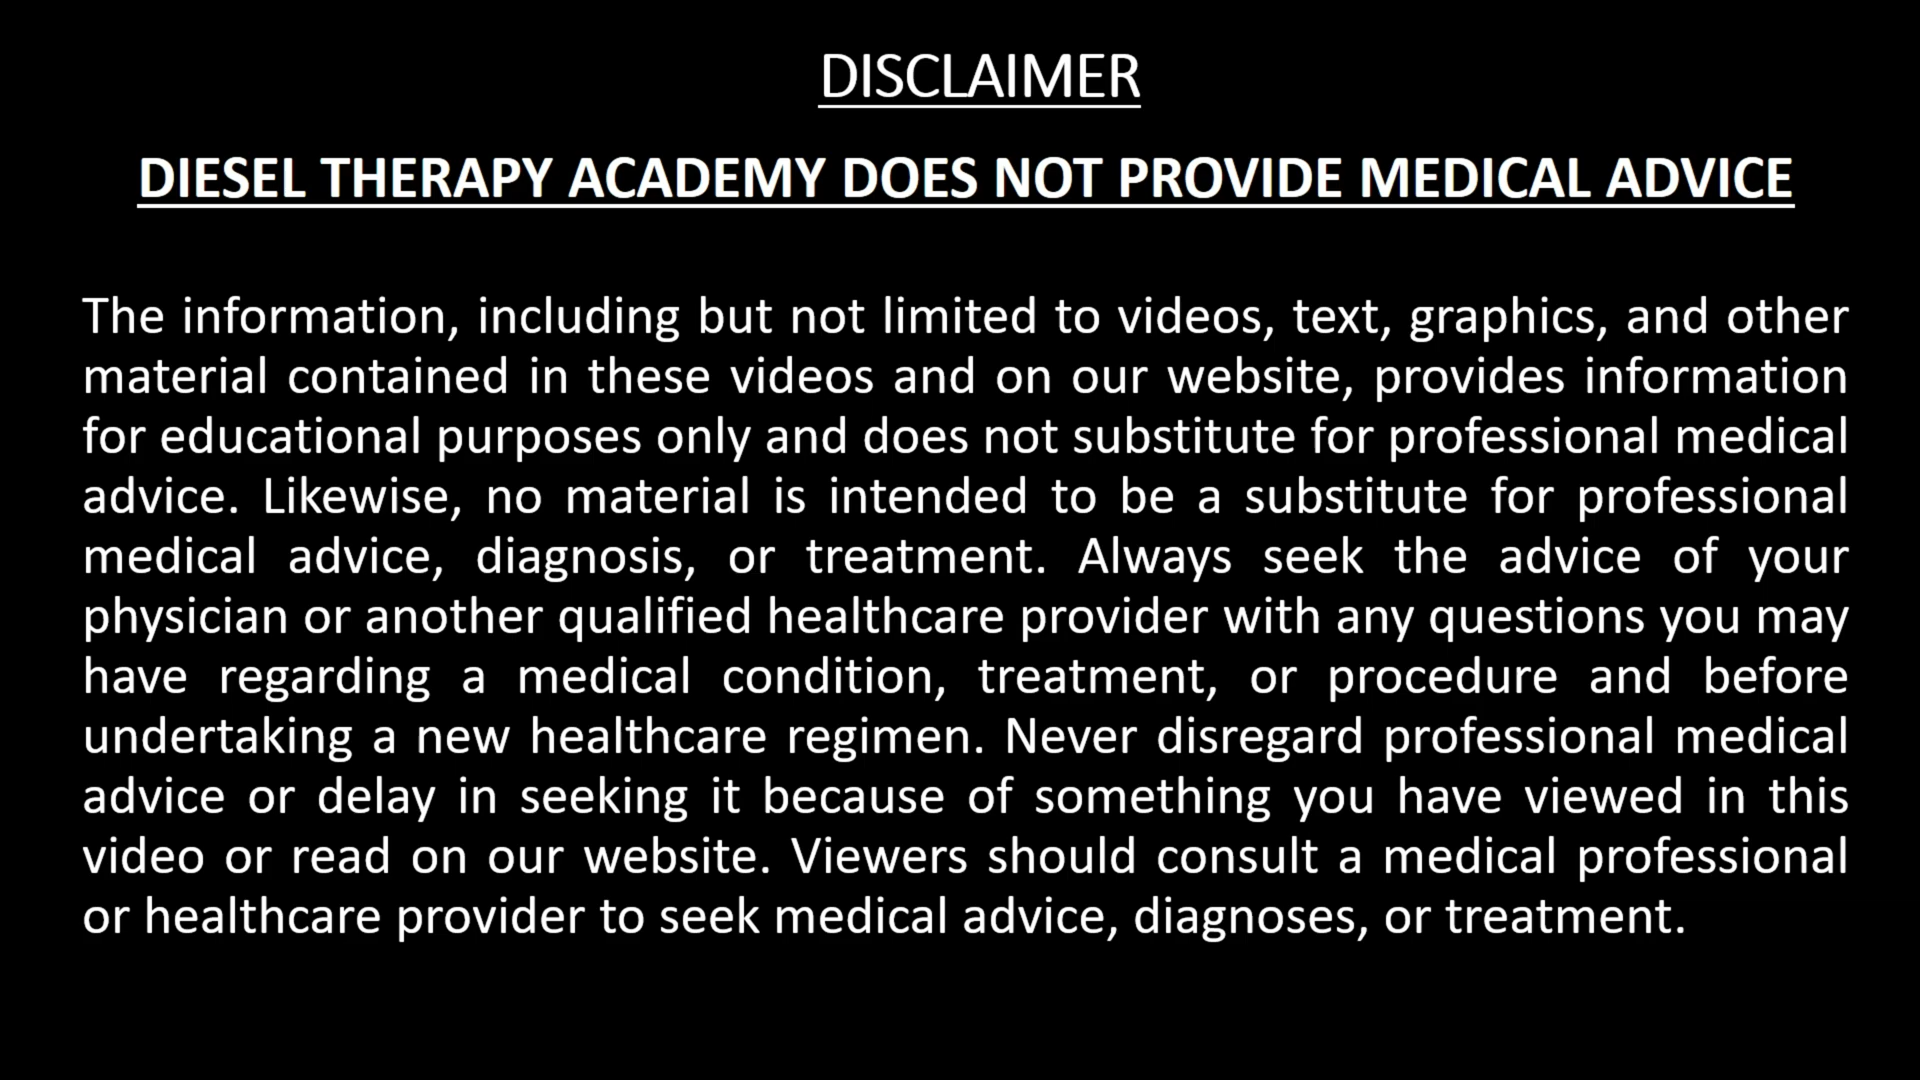 DISCLAIMER
DIESEL THERAPY ACADEMY DOES NOT PROVIDE MEDICAL ADVICE
The information, including but not limited to videos, text, graphics, and other
material contained in these videos and on our website, provides information
for educational purposes only and does not substitute for professional medical
advice. Likewise, no material is intended to be a substitute for professional
medical advice, diagnosis, or treatment. Always seek the advice of your
physician or another qualified healthcare provider with any questions you may
have regarding a medical condition, treatment, or procedure and before
undertaking a new healthcare regimen. Never disregard professional medical
advice or delay in seeking it because of something you have viewed in this
video or read on our website. Viewers should consult a medical professional
or healthcare provider to seek medical advice, diagnoses, or treatment.